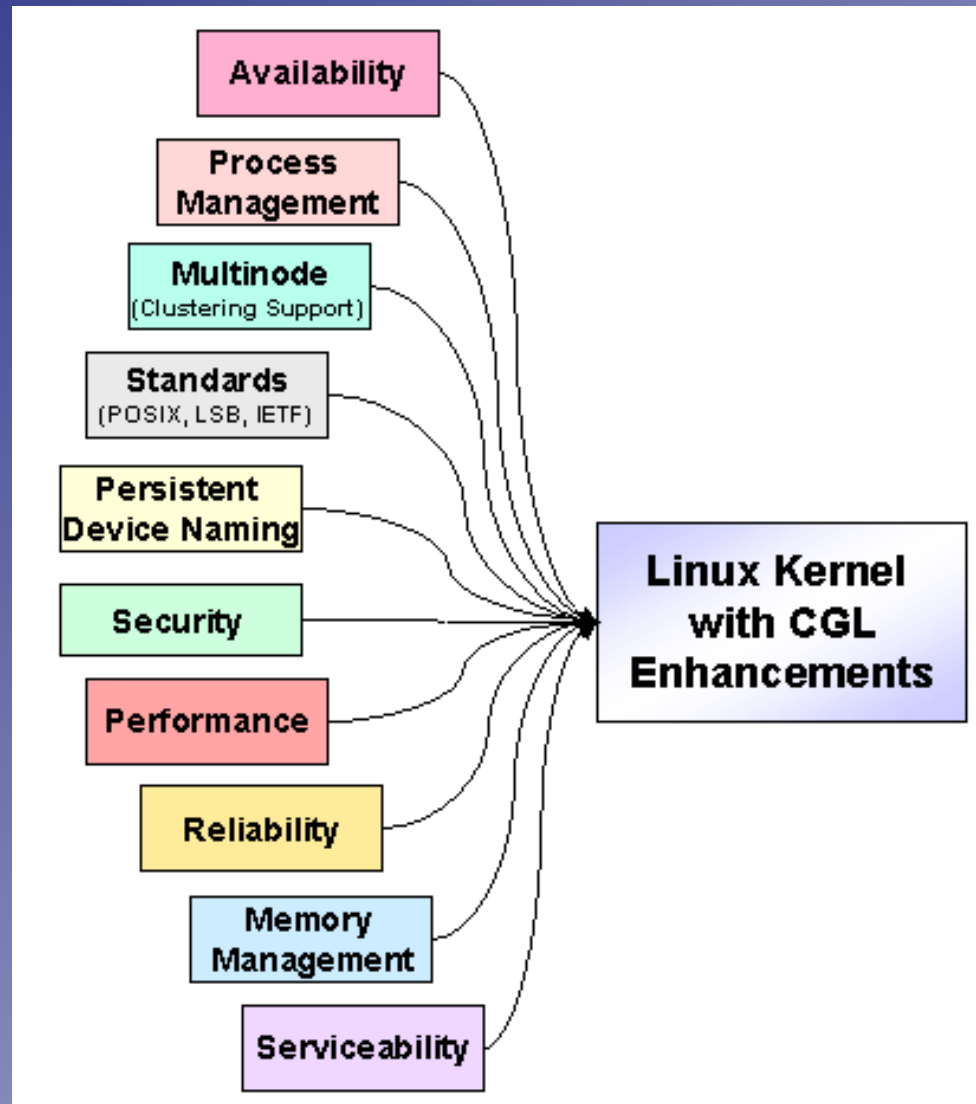 Availability
Process
Management
Multinode
(Clustering Support)
Standards
(POSIX, LSB, IETF)
Persistent
Device Naming
Security
Performance
Reliability
Memory
Management
Serviceability
Linux Kernel
with CGL
Enhancements